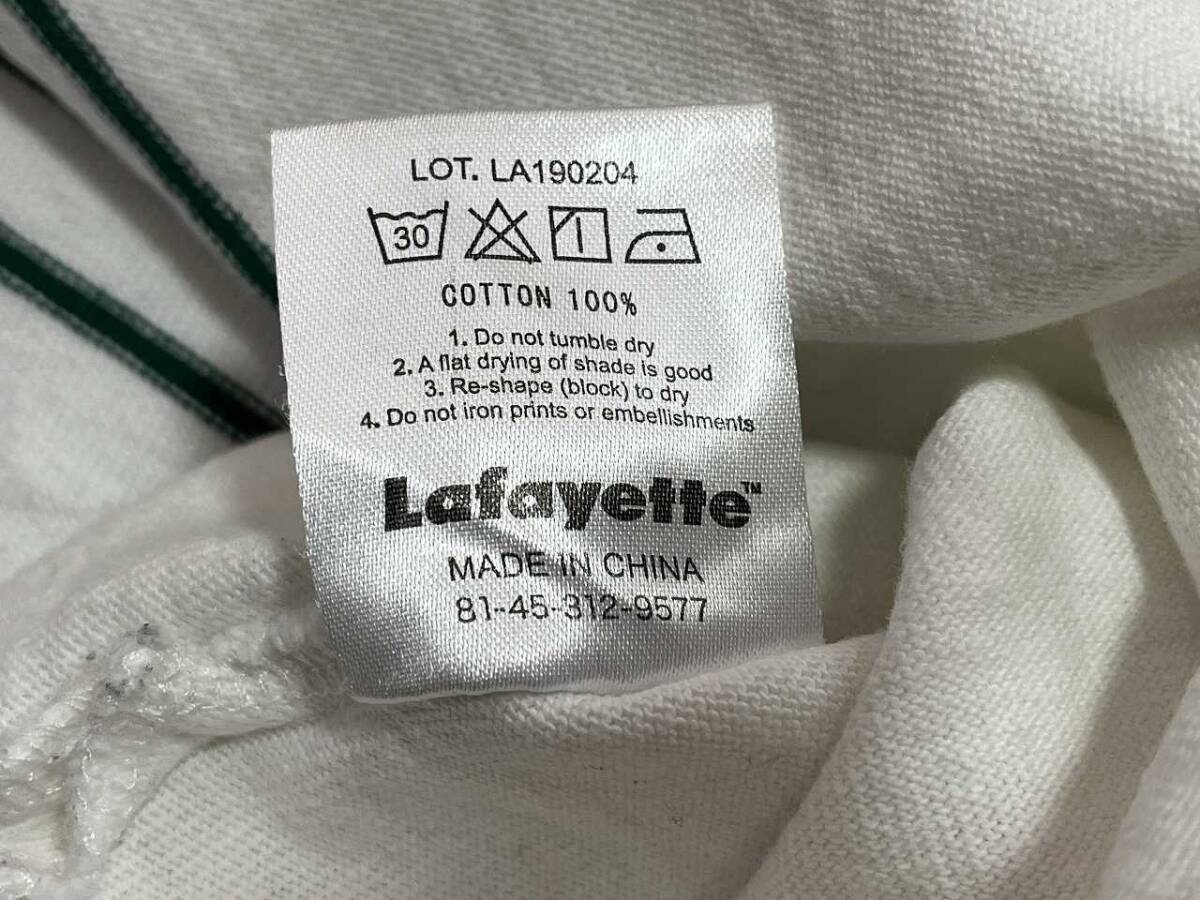 LOT. LA190204
30
COTTON 100%
1. Do not tumble dry
2. A flat drying of shade is good
3. Re-shape (block) to dry
4. Do not iron prints or embellishments
Lafayette™
MADE IN CHINA
81-45-312-9577